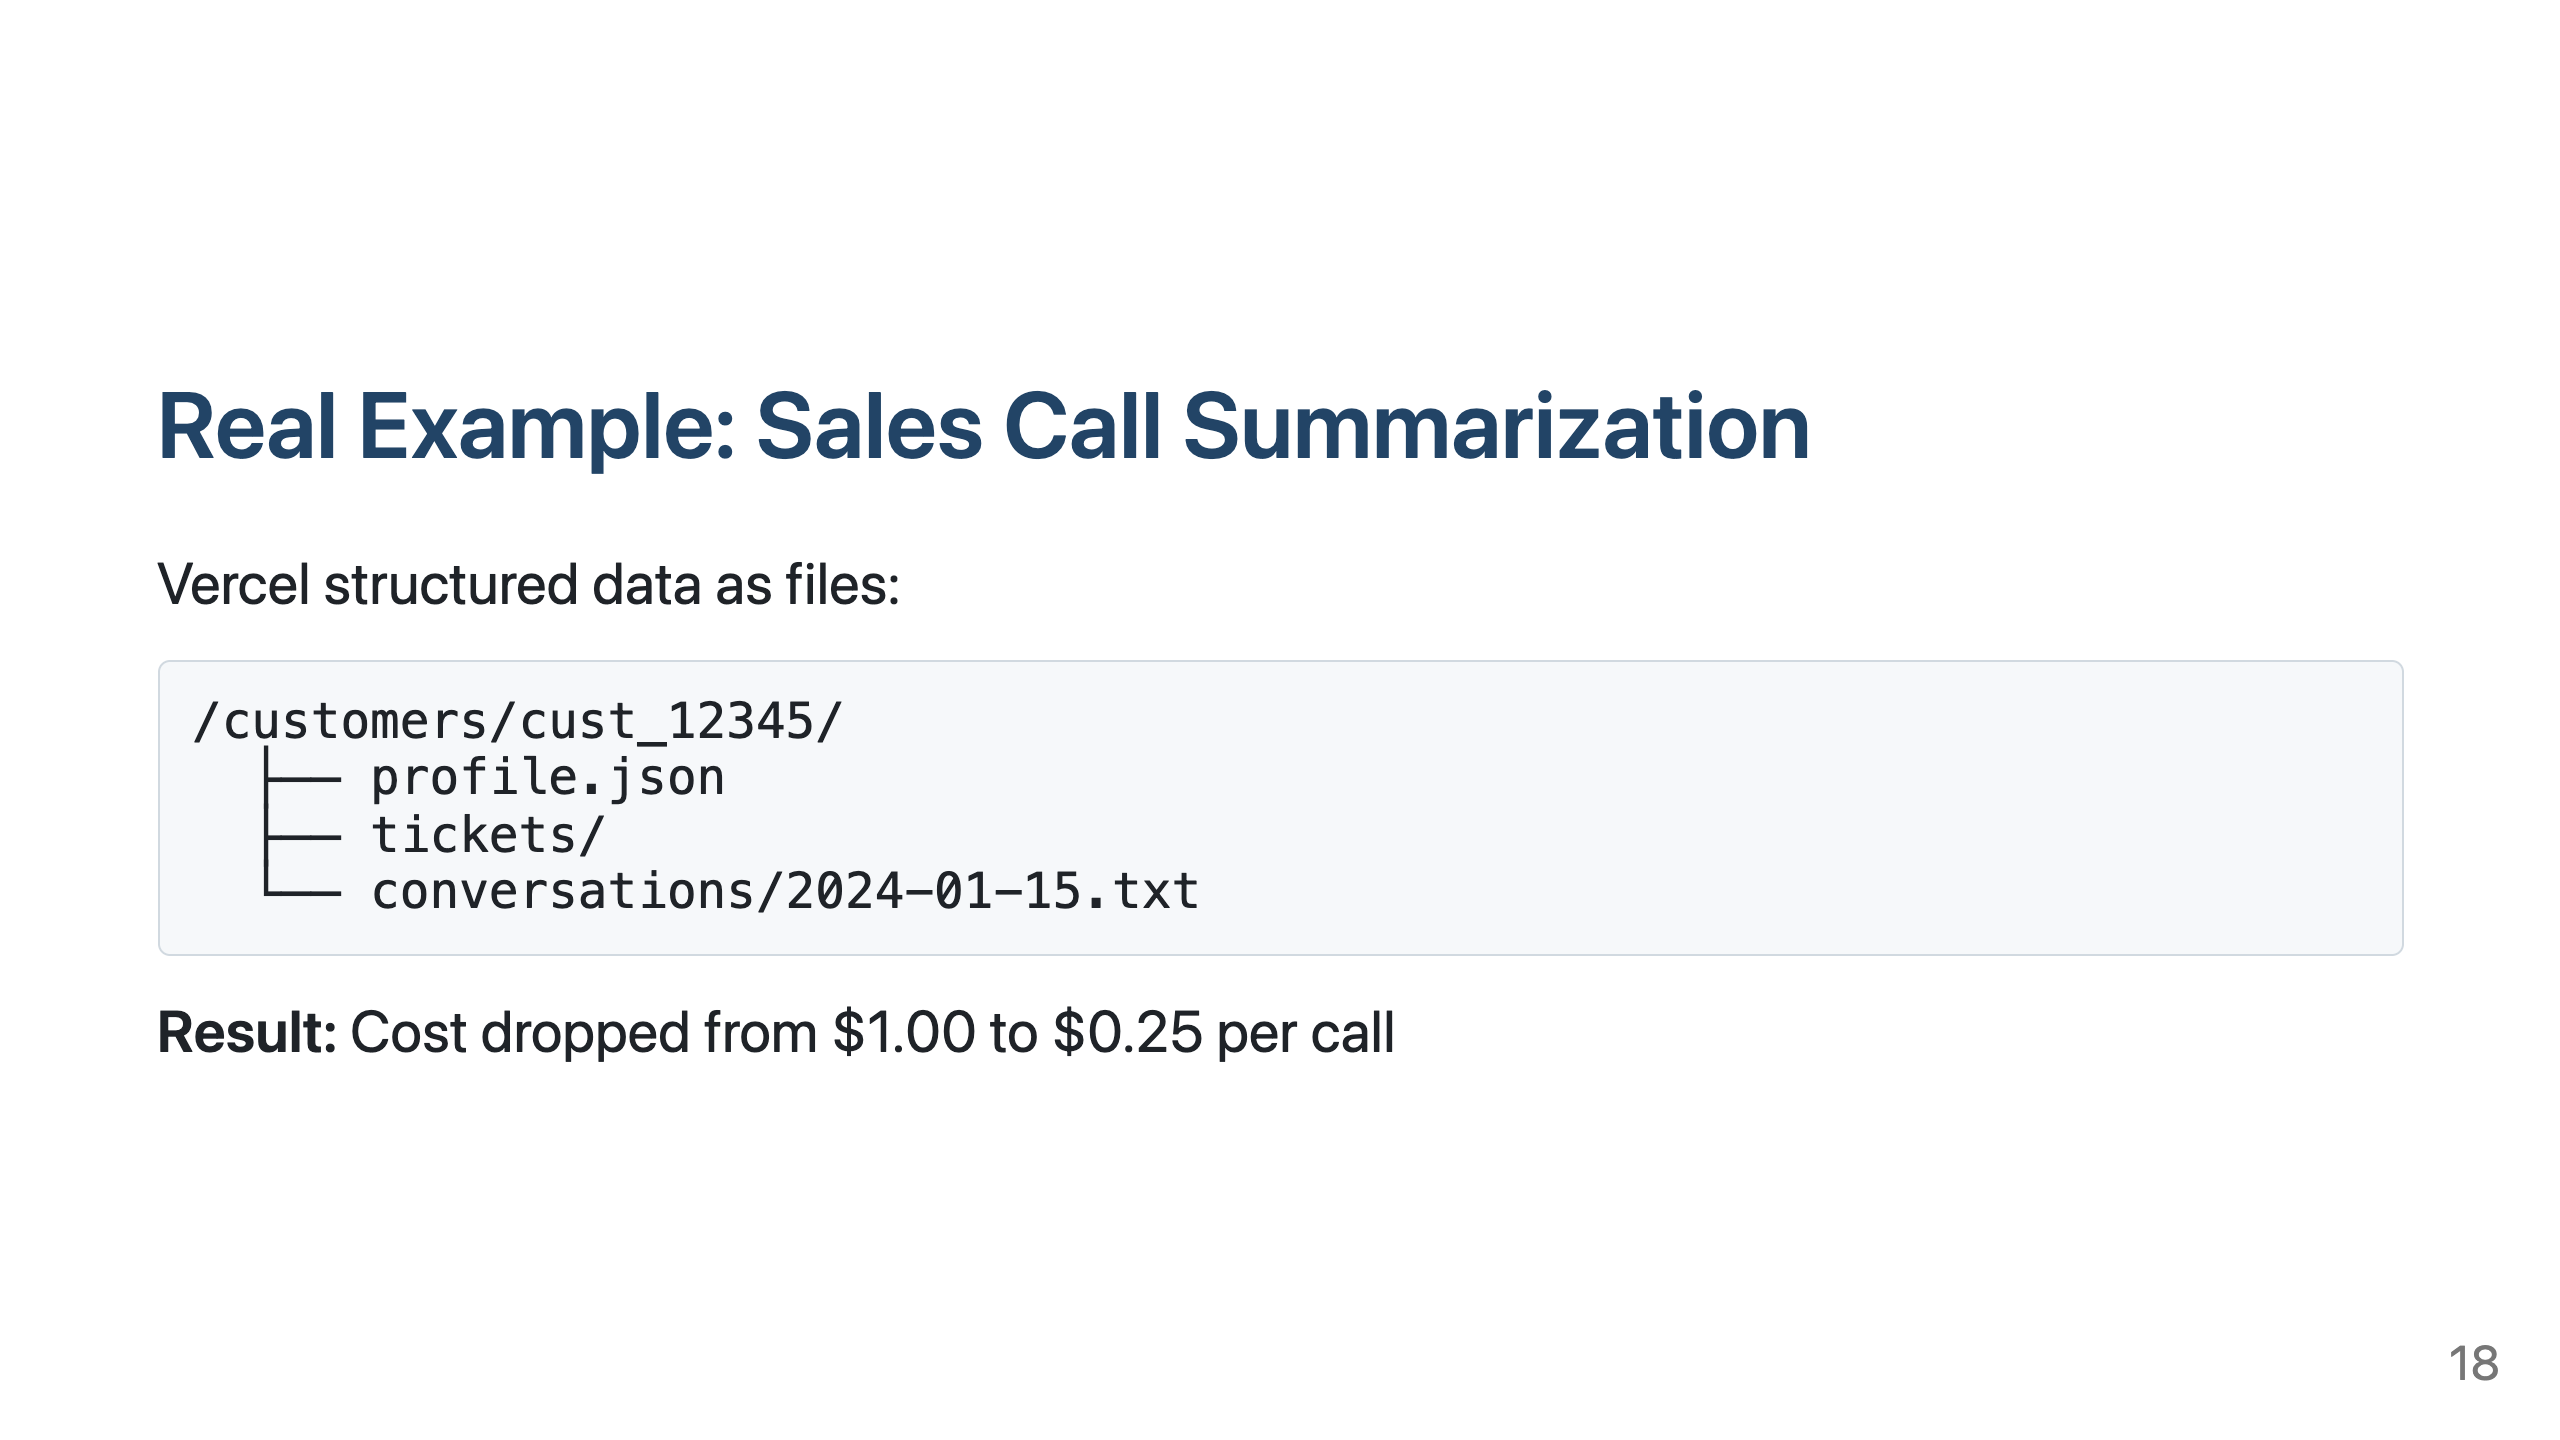 Real Example: Sales Call Summarization
Vercel structured data as files:
/customers/cust_12345/
├── profile.json
├── tickets/
└── conversations/2024-01-15.txt
Result: Cost dropped from $1.00 to $0.25 per call
18